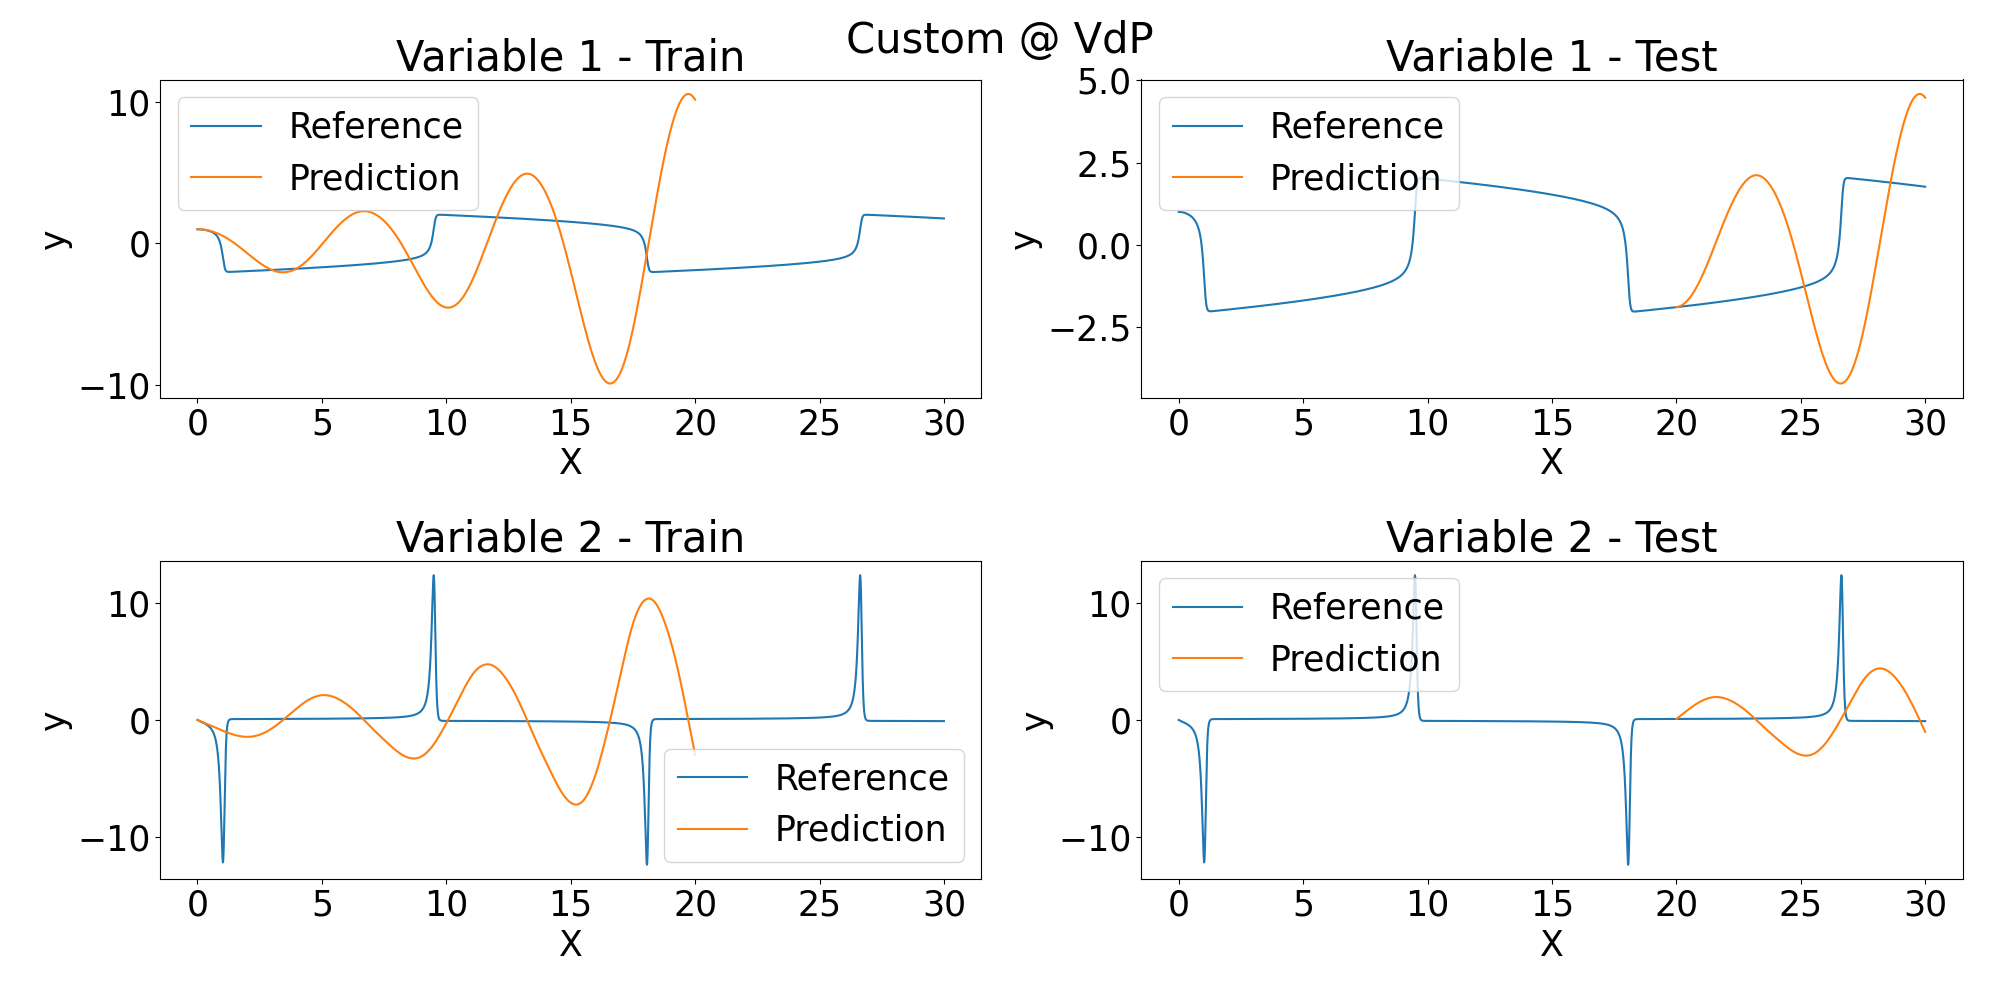 Custom @ VdP
Variable 1 - Train
10
0
−10
y
Reference
Prediction
0 5 10 15 20 25 30
X
Variable 1 - Test
5.0
2.5
0.0
−2.5
y
Reference
Prediction
0 5 10 15 20 25 30
X
Variable 2 - Train
10
0
−10
y
Reference
Prediction
0 5 10 15 20 25 30
X
Variable 2 - Test
10
0
−10
y
Reference
Prediction
0 5 10 15 20 25 30
X